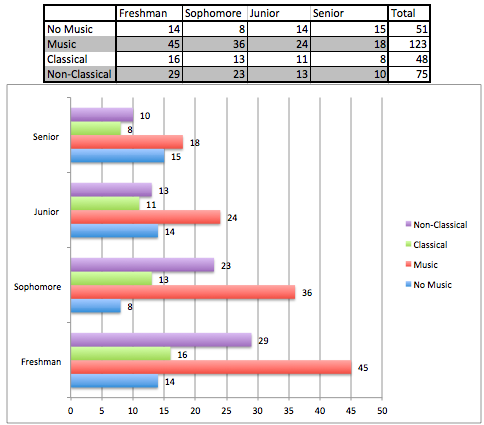 Freshman Sophomore Junior Senior Total
No Music 14 8 14 15 51
Music 45 36 24 18 123
Classical 16 13 11 8 48
Non-Classical 29 23 13 10 75
Senior
10
8
18
15
Junior
13
11
24
14
Non-Classical
Classical
Music
No Music
Sophomore
23
13
36
8
Freshman
29
16
45
14
0 5 10 15 20 25 30 35 40 45 50